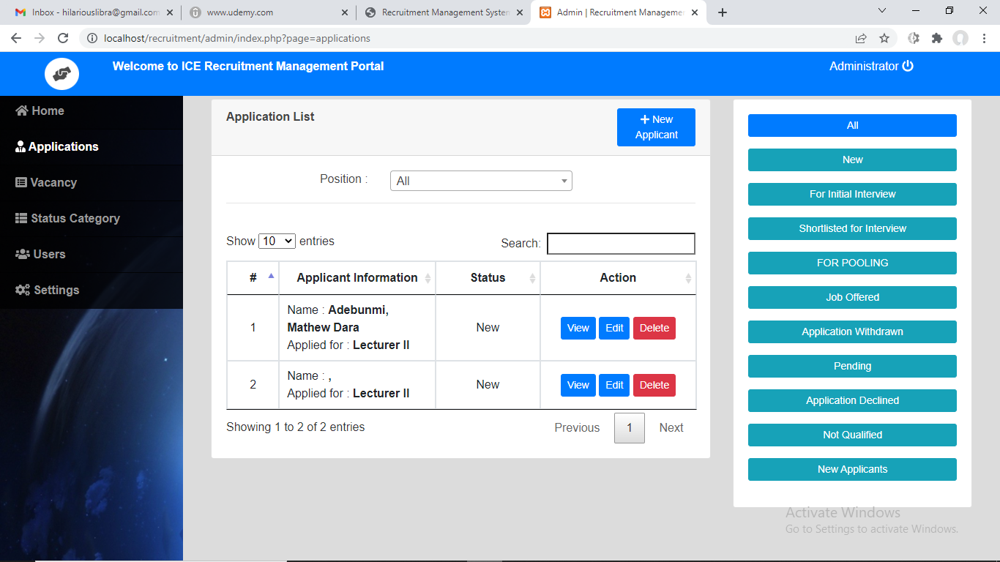 Inbox - hilariouslibra@gmail.com
www.udemy.com
Recruitment Management System
Admin | Recruitment Manageme
localhost/recruitment/admin/index.php?page=applications
Welcome to ICE Recruitment Management Portal
Administrator
Home
Applications
Vacancy
Status Category
Users
Settings
Application List
+ New
Applicant
Position :
All
Show 10 entries
Search:
# Applicant Information Status Action
1
Name : Adebunmi,
Mathew Dara
Applied for : Lecturer II
New
View Edit Delete
2
Name : ,
Applied for : Lecturer II
New
View Edit Delete
Showing 1 to 2 of 2 entries
Previous 1 Next
All
New
For Initial Interview
Shortlisted for Interview
FOR POOLING
Job Offered
Application Withdrawn
Pending
Application Declined
Not Qualified
New Applicants
Activate Windows
Go to Settings to activate Windows.